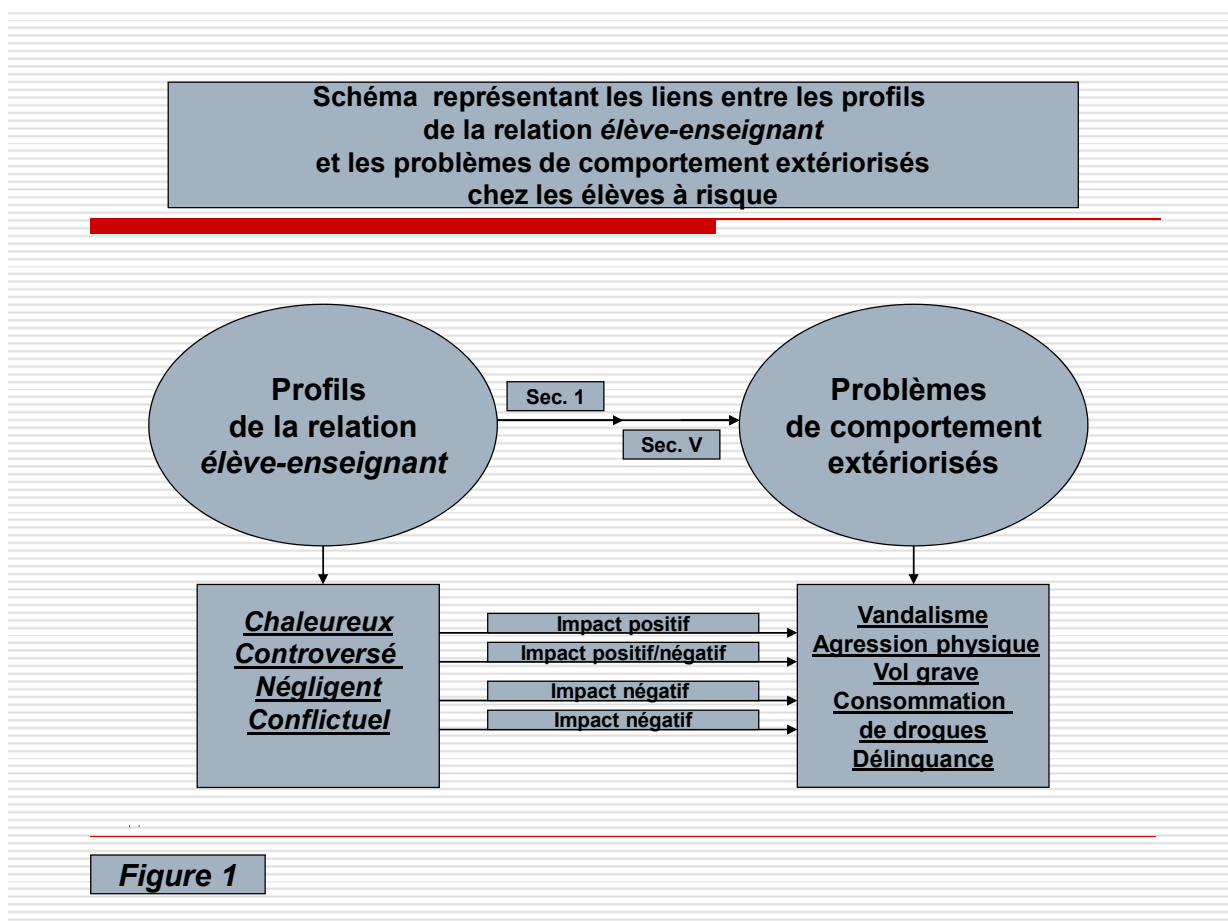 Schéma représentant les liens entre les profils
de la relation élève-enseignant
et les problèmes de comportement extériorisés
chez les élèves à risque
Profils
de la relation
élève-enseignant
Sec. 1
Sec. V
Problèmes
de comportement
extériorisés
Chaleureux
Controversé
Négligent
Conflictuel
Impact positif
Impact positif/négatif
Impact négatif
Impact négatif
Vandalisme
Agression physique
Vol grave
Consommation
de drogues
Délinquance
Figure 1